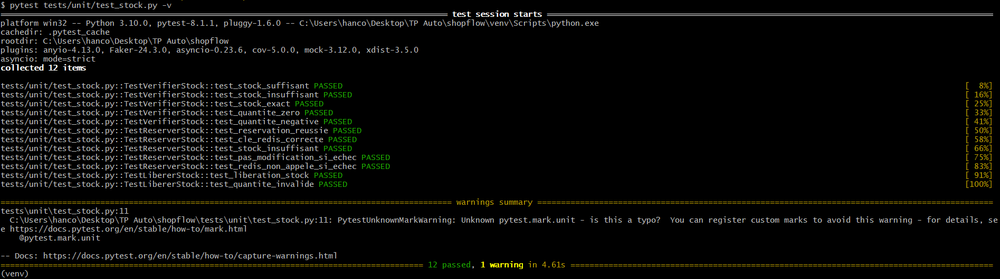 $ pytest tests/unit/test_stock.py -v
============================= test session starts =============================
platform win32 -- Python 3.10.0, pytest-8.1.1, pluggy-1.6.0 -- C:\Users\hanco\Desktop\TP Auto\shopflow\venv\Scripts\python.exe
cachedir: .pytest_cache
rootdir: C:\Users\hanco\Desktop\TP Auto\shopflow
plugins: anyio-4.13.0, Faker-24.3.0, asyncio-0.23.6, cov-5.0.0, mock-3.12.0, xdist-3.5.0
asyncio: mode=strict
collected 12 items
tests/unit/test_stock.py::TestVerifierStock::test_stock_suffisant PASSED [  8%]
tests/unit/test_stock.py::TestVerifierStock::test_stock_insuffisant PASSED [ 16%]
tests/unit/test_stock.py::TestVerifierStock::test_stock_exact PASSED [ 25%]
tests/unit/test_stock.py::TestVerifierStock::test_quantite_zero PASSED [ 33%]
tests/unit/test_stock.py::TestVerifierStock::test_quantite_negative PASSED [ 41%]
tests/unit/test_stock.py::TestReserverStock::test_reservation_reussie PASSED [ 50%]
tests/unit/test_stock.py::TestReserverStock::test_cle_redis_correcte PASSED [ 58%]
tests/unit/test_stock.py::TestReserverStock::test_stock_insuffisant PASSED [ 66%]
tests/unit/test_stock.py::TestReserverStock::test_pas_modification_si_echec PASSED [ 75%]
tests/unit/test_stock.py::TestReserverStock::test_redis_non_appele_si_echec PASSED [ 83%]
tests/unit/test_stock.py::TestLibererStock::test_liberation_stock PASSED [ 91%]
tests/unit/test_stock.py::TestLibererStock::test_quantite_invalide PASSED [100%]
============================= warnings summary =============================
tests\unit\test_stock.py:11
  C:\Users\hanco\Desktop\TP Auto\shopflow\tests\unit\test_stock.py:11: PytestUnknownMarkWarning: Unknown pytest.mark.unit - is this a typo?  You can register custom marks to avoid this warning - for details, se
e https://docs.pytest.org/en/stable/how-to/mark.html
    @pytest.mark.unit
-- Docs: https://docs.pytest.org/en/stable/how-to/capture-warnings.html
============================= 12 passed, 1 warning in 4.61s =============================
(venv)